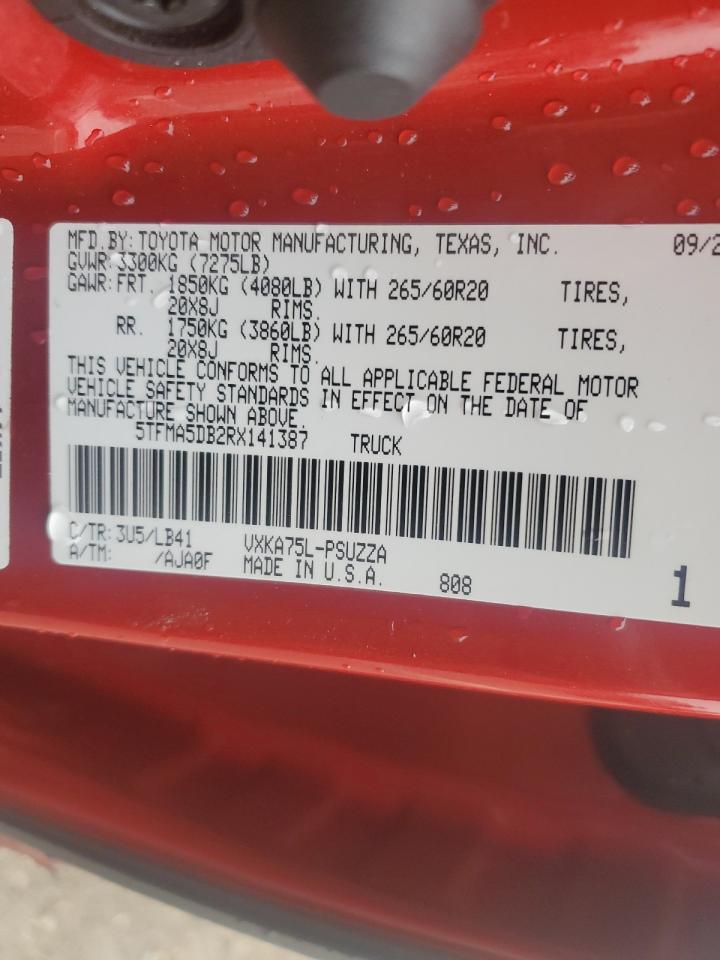 MFD.BY: TOYOTA MOTOR MANUFACTURING, TEXAS, INC. 09/2
GVWR: 3300KG (7275LB)
GAWR: FRT. 1850KG (4080LB) WITH 265/60R20 TIRES,
20X8J RIMS.
RR. 1750KG (3860LB) WITH 265/60R20 TIRES,
20X8J RIMS.
THIS VEHICLE CONFORMS TO ALL APPLICABLE FEDERAL MOTOR
VEHICLE SAFETY STANDARDS IN EFFECT ON THE DATE OF
MANUFACTURE SHOWN ABOVE.
5TFMA5DB2RX141387 TRUCK
C/TR: 3U5/LB41 VXKA75L-PSUZZA
A/TM: /AJA0F MADE IN U.S.A. 808 1